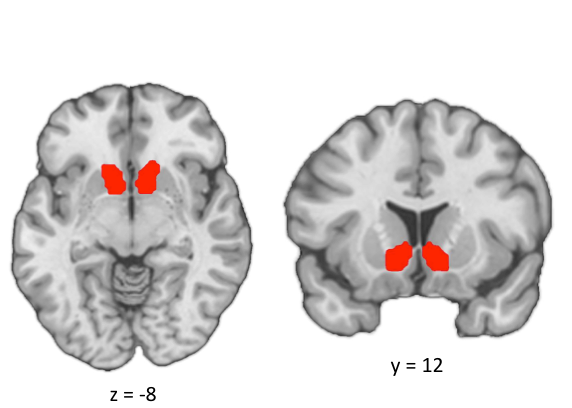 y = 12
z = -8